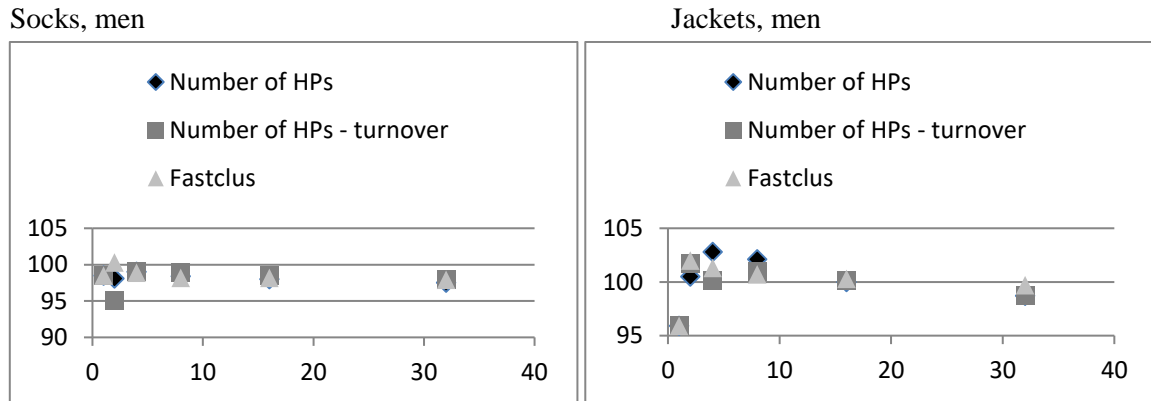 Socks, men
Number of HPs
Number of HPs - turnover
Fastclus
105
100
95
90
0 10 20 30 40
Jackets, men
Number of HPs
Number of HPs - turnover
Fastclus
105
100
95
0 10 20 30 40